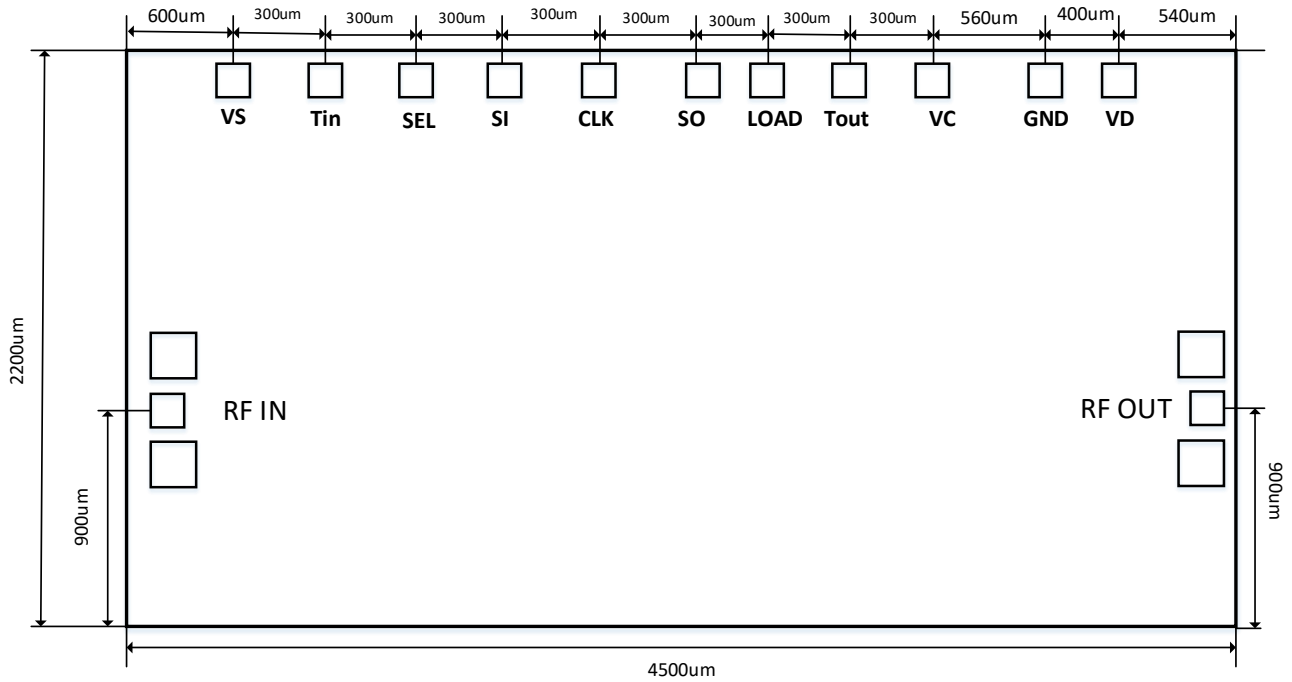 600um 300um 300um 300um 300um 300um 300um 300um 300um 560um 400um 540um
VS Tin SEL SI CLK SO LOAD Tout VC GND VD
2200um
RF IN RF OUT
900um 900um
4500um